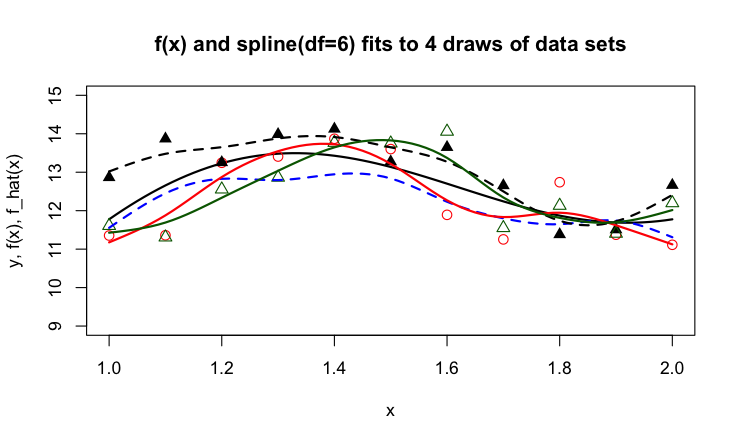 f(x) and spline(df=6) fits to 4 draws of data sets
y, f(x), f_hat(x)
15
14
13
12
11
10
9
1.0 1.2 1.4 1.6 1.8 2.0
x